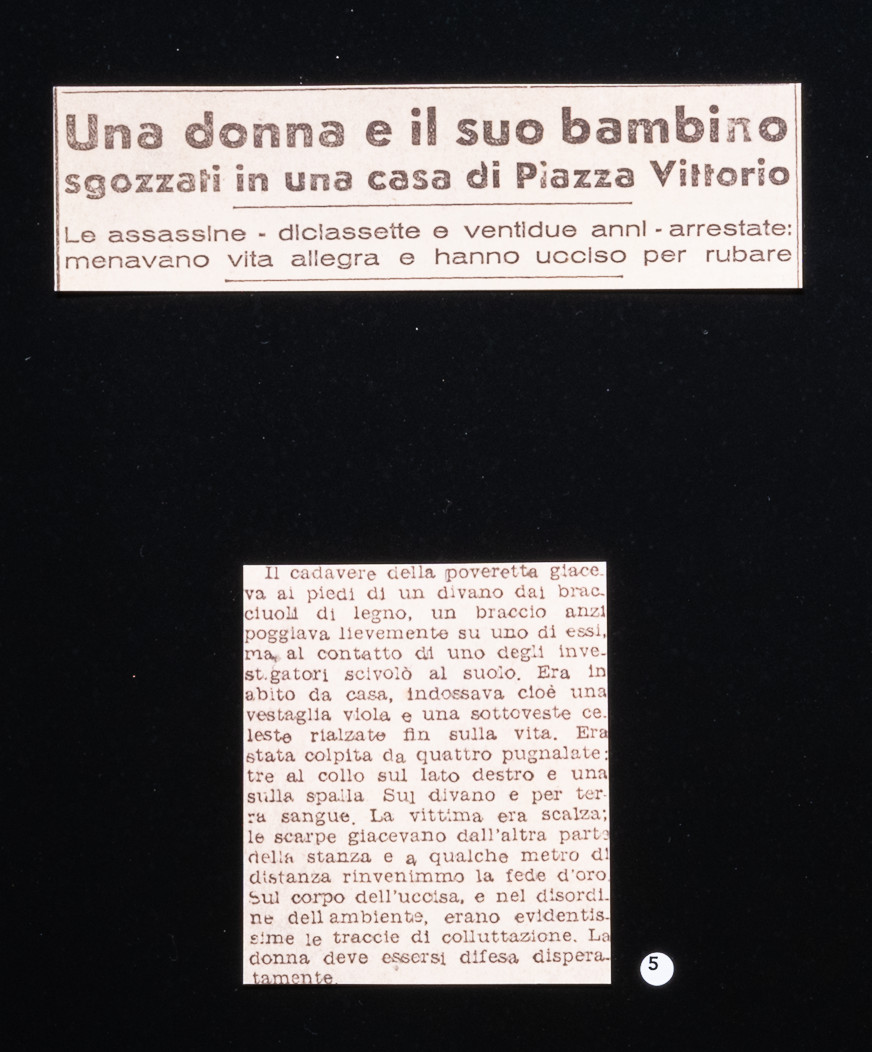 Una donna e il suo bambino
sgozzati in una casa di Piazza Vittorio
Le assassine - diciassette e ventidue anni - arrestate:
menavano vita allegra e hanno ucciso per rubare
Il cadavere della poveretta giace-
va ai piedi di un divano dai brac-
ciuoli di legno, un braccio anzi
poggiava lievemente su uno di essi,
ma, al contatto di uno degli inve-
stigatori scivolò al suolo. Era in
abito da casa, indossava cioè una
vestaglia viola e una sottoveste ce-
leste rialzate fin sulla vita. Era
stata colpita da quattro pugnalate:
tre al collo sul lato destro e una
sulla spalla Sul divano e per ter-
ra sangue. La vittima era scalza;
le scarpe giacevano dall'altra parte
della stanza e a qualche metro di
distanza rinvenimmo la fede d'oro.
Sul corpo dell'uccisa, e nel disordi-
ne dell ambiente, erano evidentis-
sime le traccie di colluttazione. La
donna deve essersi difesa dispera-
tamente.
5